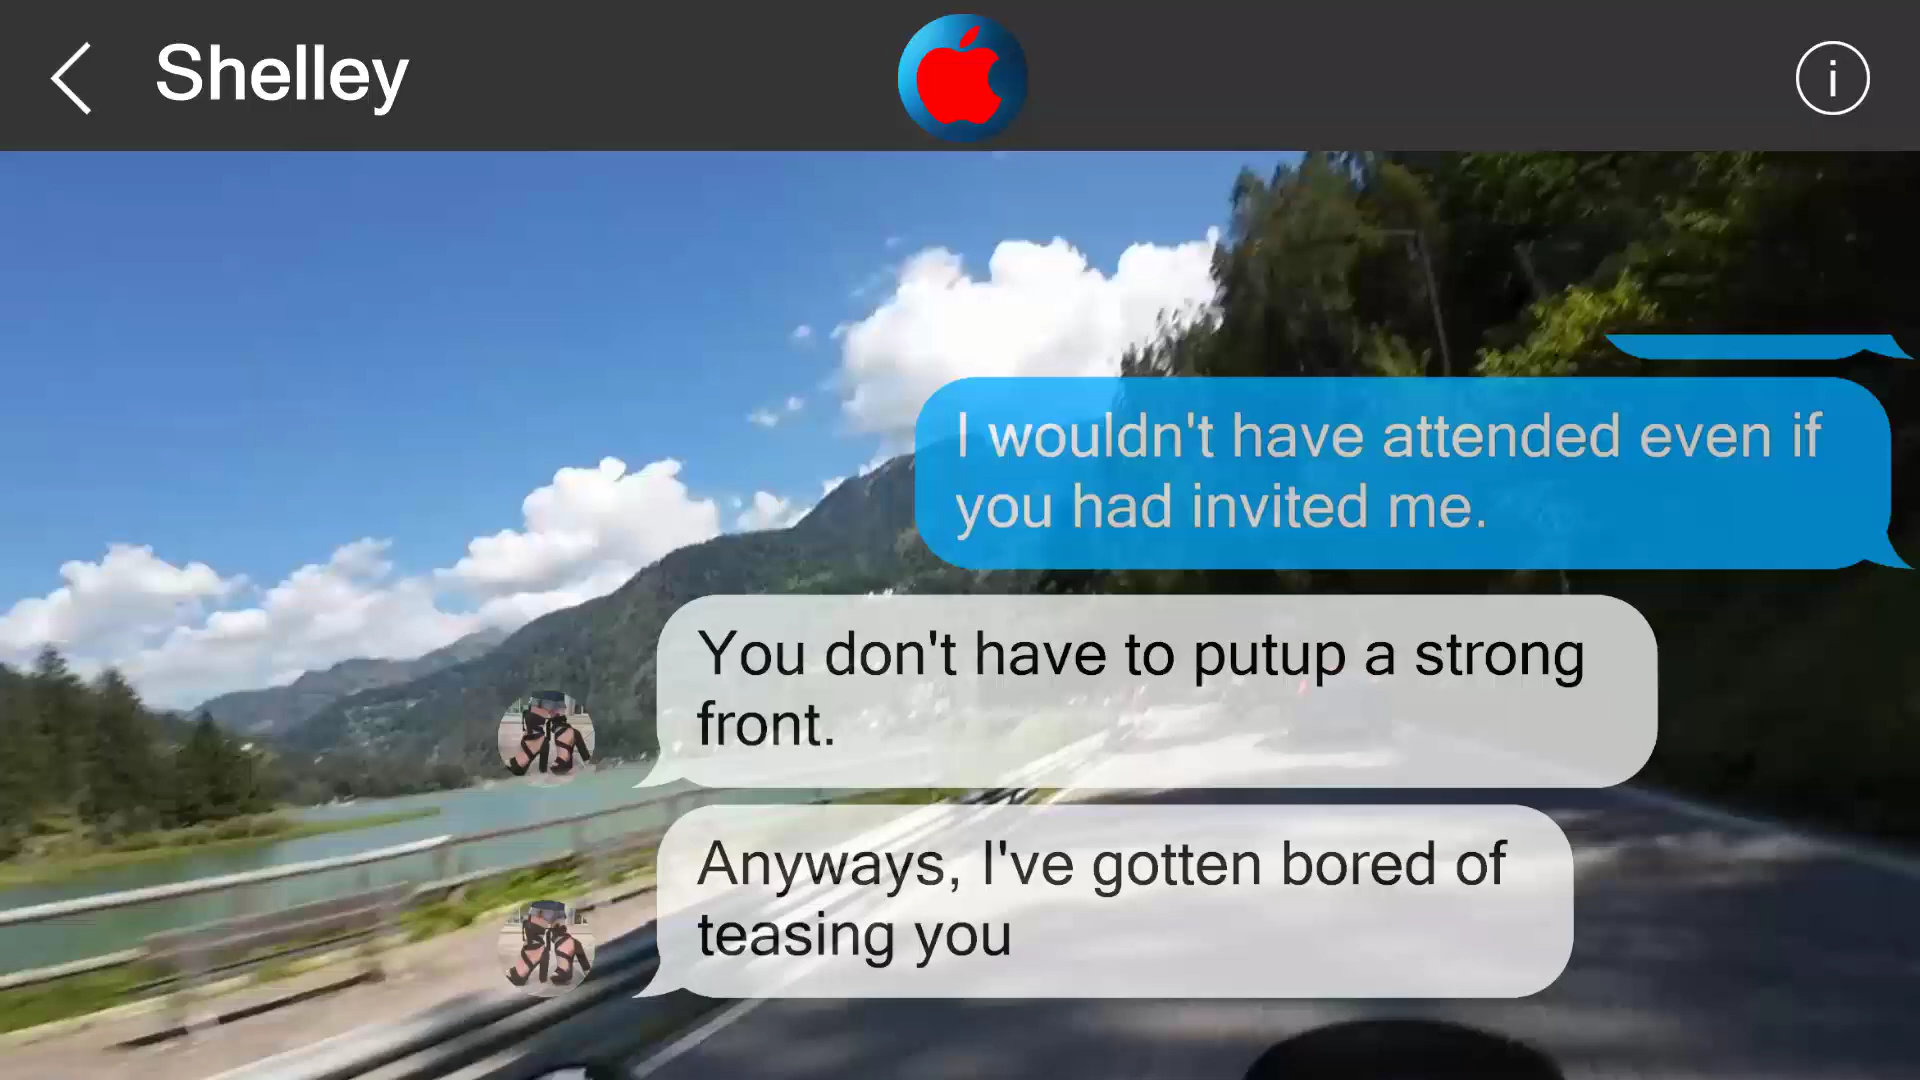 Shelley
i
I wouldn't have attended even if
you had invited me.
You don't have to putup a strong
front.
Anyways, I've gotten bored of
teasing you